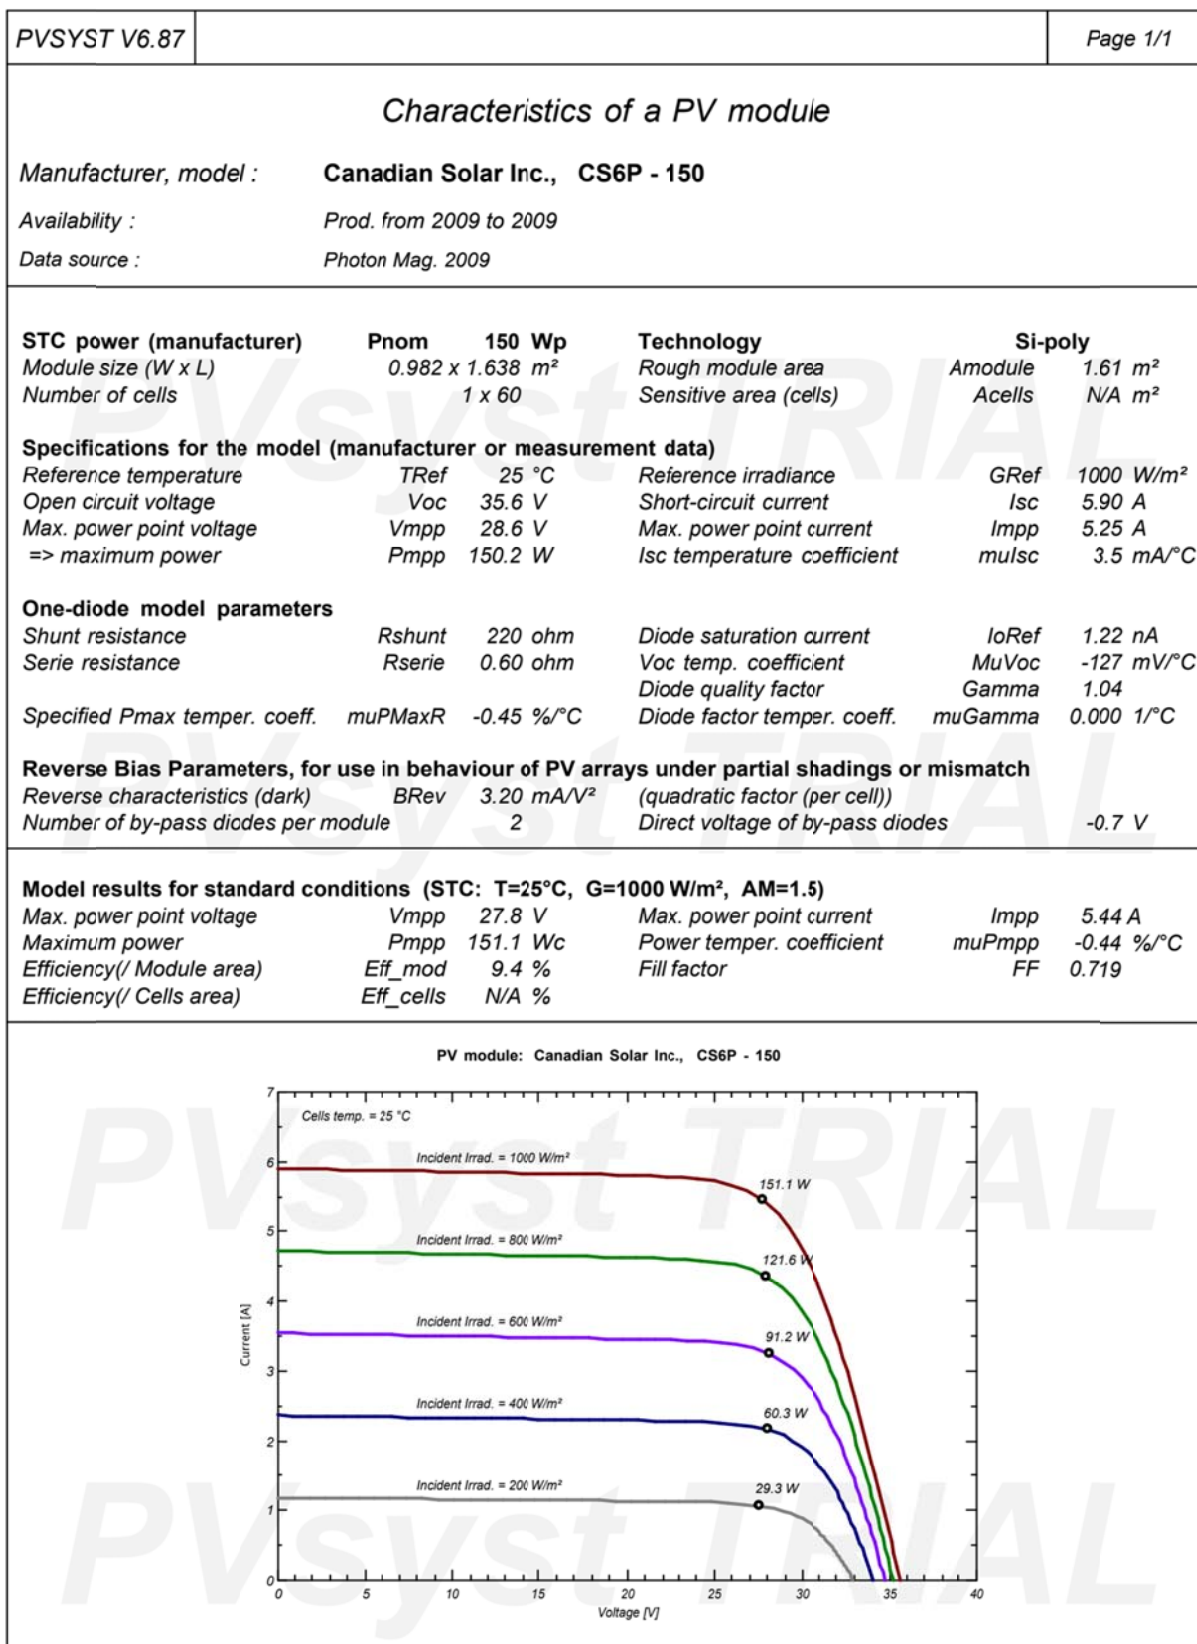 PVSYST V6.87 Page 1/1
Characteristics of a PV module
Manufacturer, model : Canadian Solar Inc., CS6P - 150
Availability : Prod. from 2009 to 2009
Data source : Photon Mag. 2009
STC power (manufacturer) Pnom 150 Wp Technology Si-poly
Module size (W x L) 0.982 x 1.638 m² Rough module area Amodule 1.61 m²
Number of cells 1 x 60 Sensitive area (cells) Acells N/A m²
Specifications for the model (manufacturer or measurement data)
Reference temperature TRef 25 °C Reference irradiance GRef 1000 W/m²
Open circuit voltage Voc 35.6 V Short-circuit current Isc 5.90 A
Max. power point voltage Vmpp 28.6 V Max. power point current Impp 5.25 A
=> maximum power Pmpp 150.2 W Isc temperature coefficient muIsc 3.5 mA/°C
One-diode model parameters
Shunt resistance Rshunt 220 ohm Diode saturation current IoRef 1.22 nA
Serie resistance Rserie 0.60 ohm Voc temp. coefficient MuVoc -127 mV/°C
Diode quality factor Gamma 1.04
Specified Pmax temper. coeff. muPMaxR -0.45 %/°C Diode factor temper. coeff. muGamma 0.000 1/°C
Reverse Bias Parameters, for use in behaviour of PV arrays under partial shadings or mismatch
Reverse characteristics (dark) BRev 3.20 mA/V² (quadratic factor (per cell))
Number of by-pass diodes per module 2 Direct voltage of by-pass diodes -0.7 V
Model results for standard conditions (STC: T=25°C, G=1000 W/m², AM=1.5)
Max. power point voltage Vmpp 27.8 V Max. power point current Impp 5.44 A
Maximum power Pmpp 151.1 Wc Power temper. coefficient muPmpp -0.44 %/°C
Efficiency(/ Module area) Eff_mod 9.4 % Fill factor FF 0.719
Efficiency(/ Cells area) Eff_cells N/A %
PV module: Canadian Solar Inc., CS6P - 150
7
Cells temp. = 25 °C
6
Incident Irrad. = 1000 W/m²
151.1 W
5
Incident Irrad. = 800 W/m²
121.6 W
4
Incident Irrad. = 600 W/m²
91.2 W
Current [A]
3
Incident Irrad. = 400 W/m²
60.3 W
2
Incident Irrad. = 200 W/m²
29.3 W
1
0
0 5 10 15 20 25 30 35 40
Voltage [V]
PVsyst TRIAL
PVsyst TRIAL
PVsyst TRIAL
PVsyst TRIAL